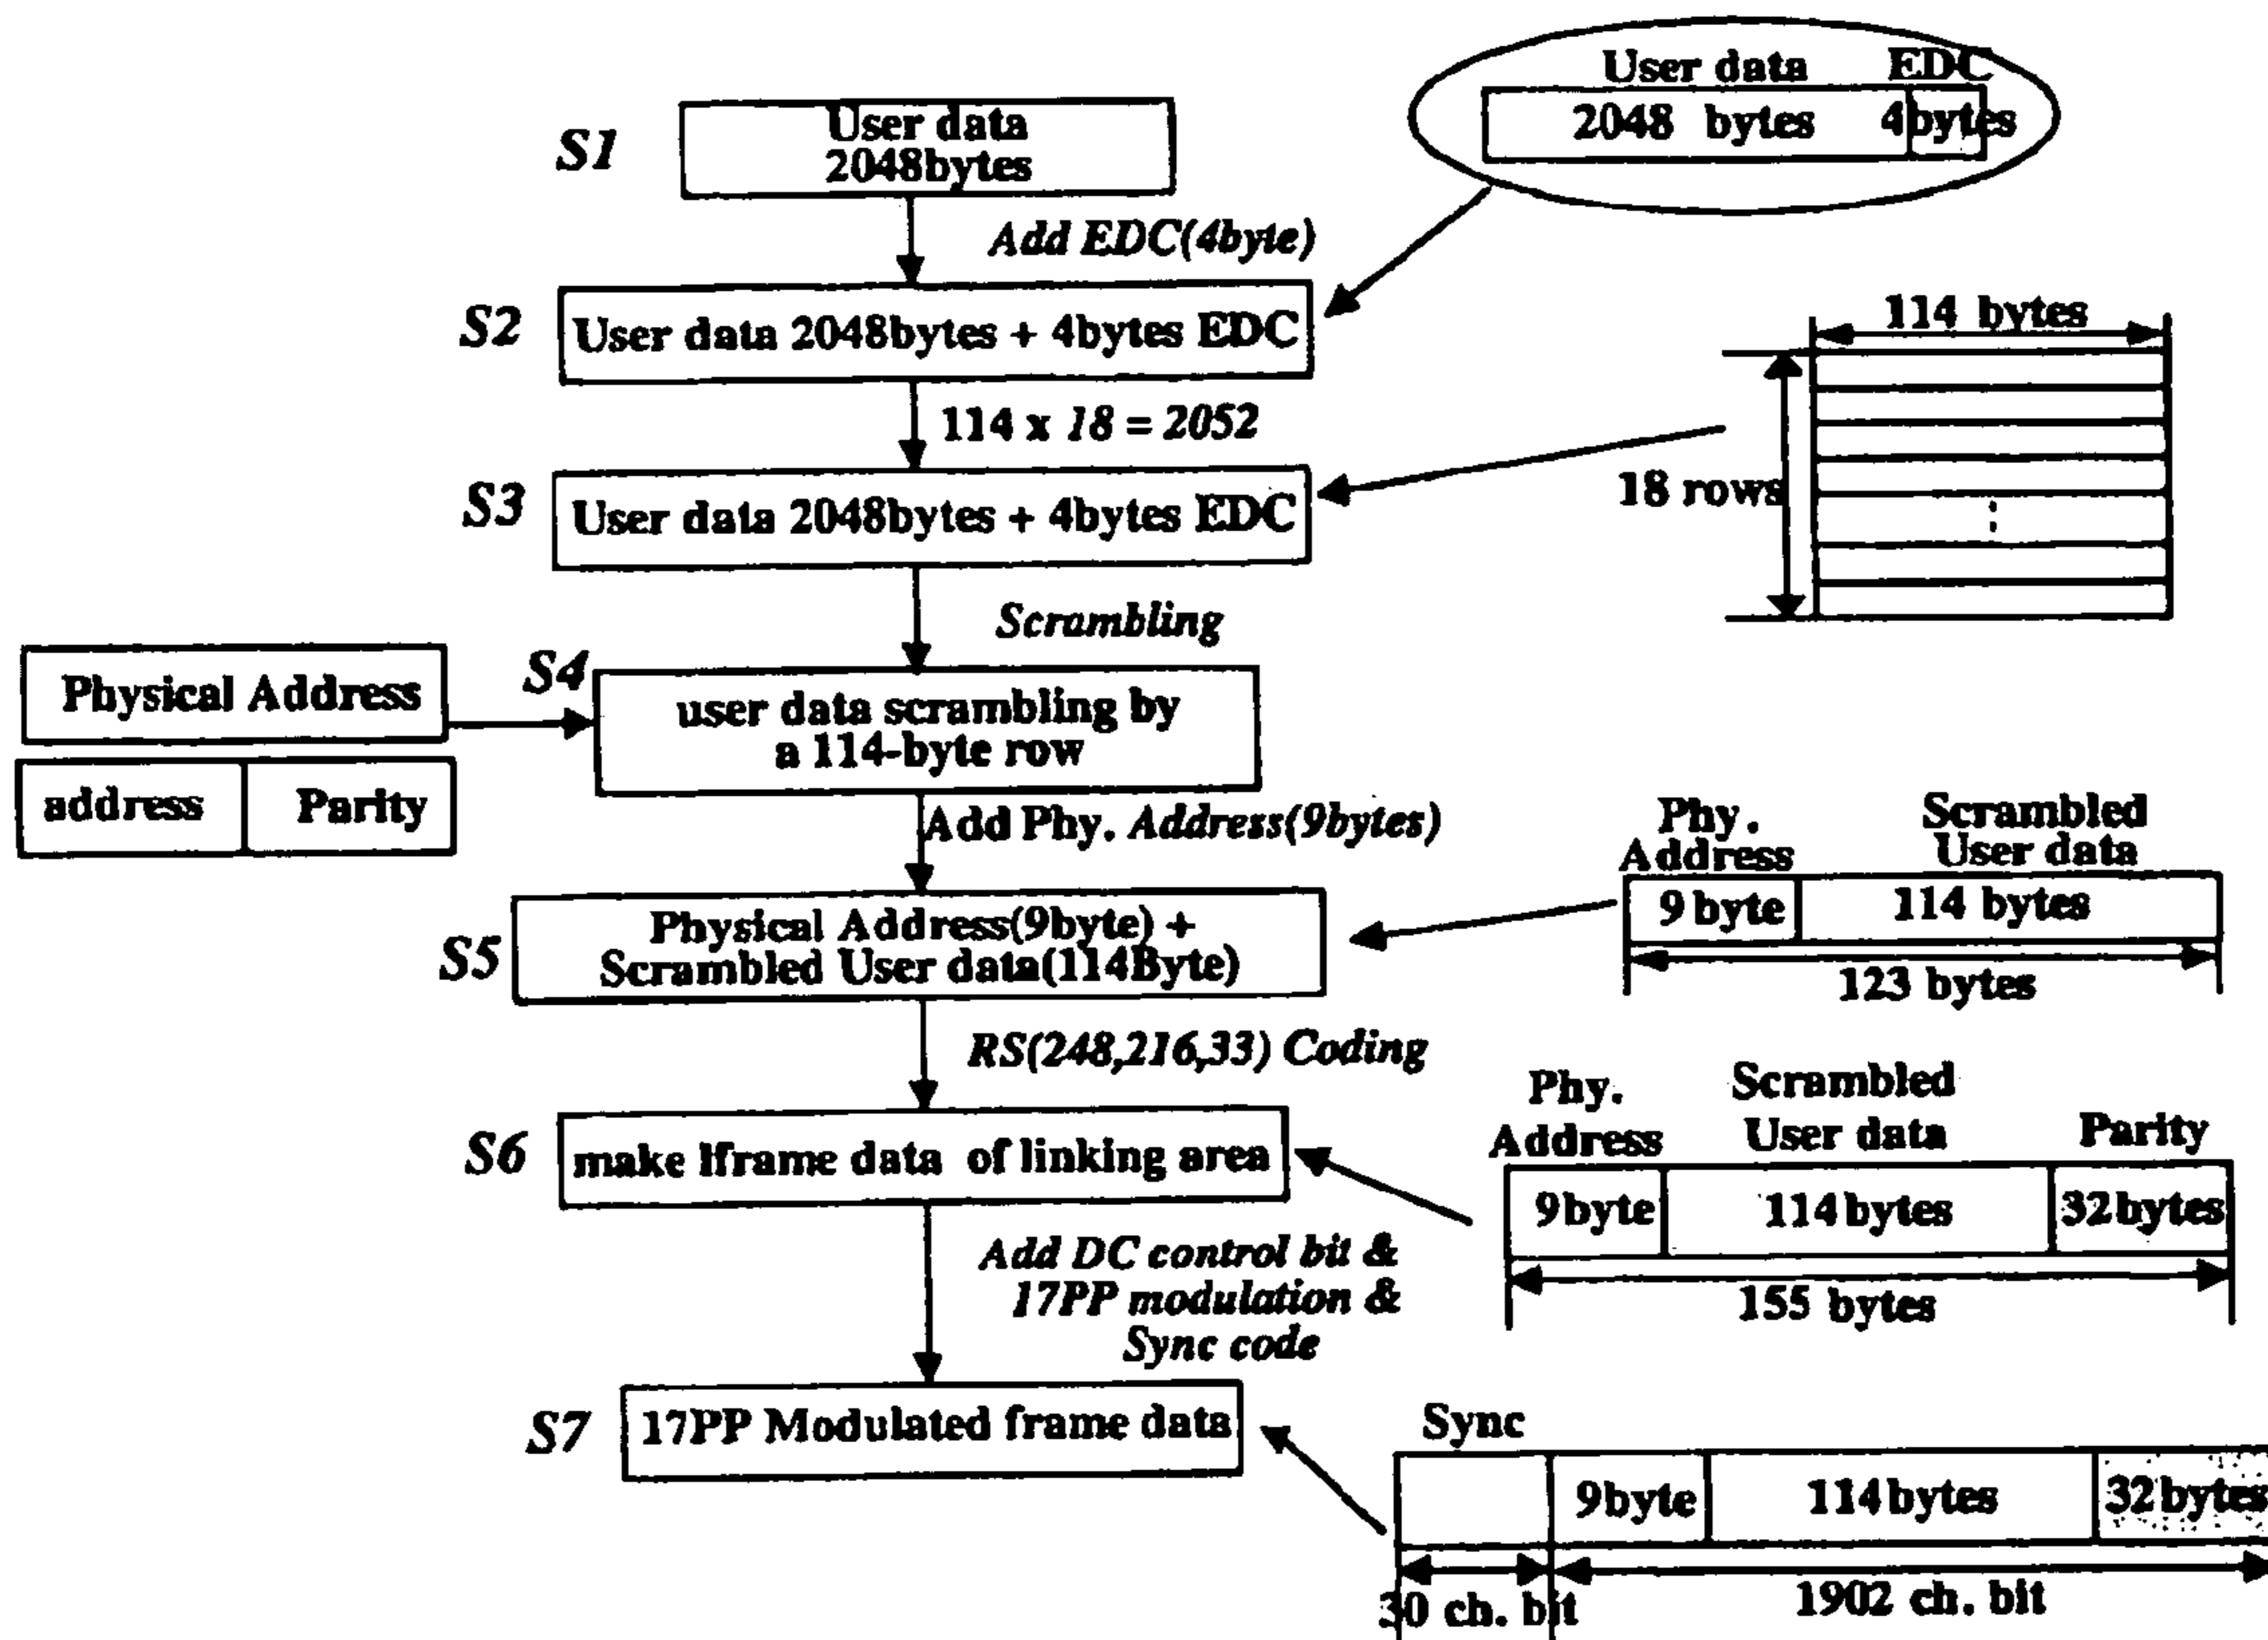 User data EDC
2048 bytes 4bytes
S1
User data
2048bytes
Add EDC(4byte)
S2
User data 2048bytes + 4bytes EDC
114 bytes
18 rows
114 x 18 = 2052
S3
User data 2048bytes + 4bytes EDC
Scrambling
Physical Address
address Parity
S4
user data scrambling by
a 114-byte row
Add Phy. Address(9bytes)
Phy.
Address
Scrambled
User data
9 byte 114 bytes
123 bytes
S5
Physical Address(9byte) +
Scrambled User data(114Byte)
RS(248,216,33) Coding
Phy.
Address
Scrambled
User data
Parity
9byte 114bytes 32bytes
155 bytes
S6
make 1frame data of linking area
Add DC control bit &
17PP modulation &
Sync code
S7
17PP Modulated frame data
Sync
9byte 114bytes 32bytes
30 ch. bit 1902 ch. bit